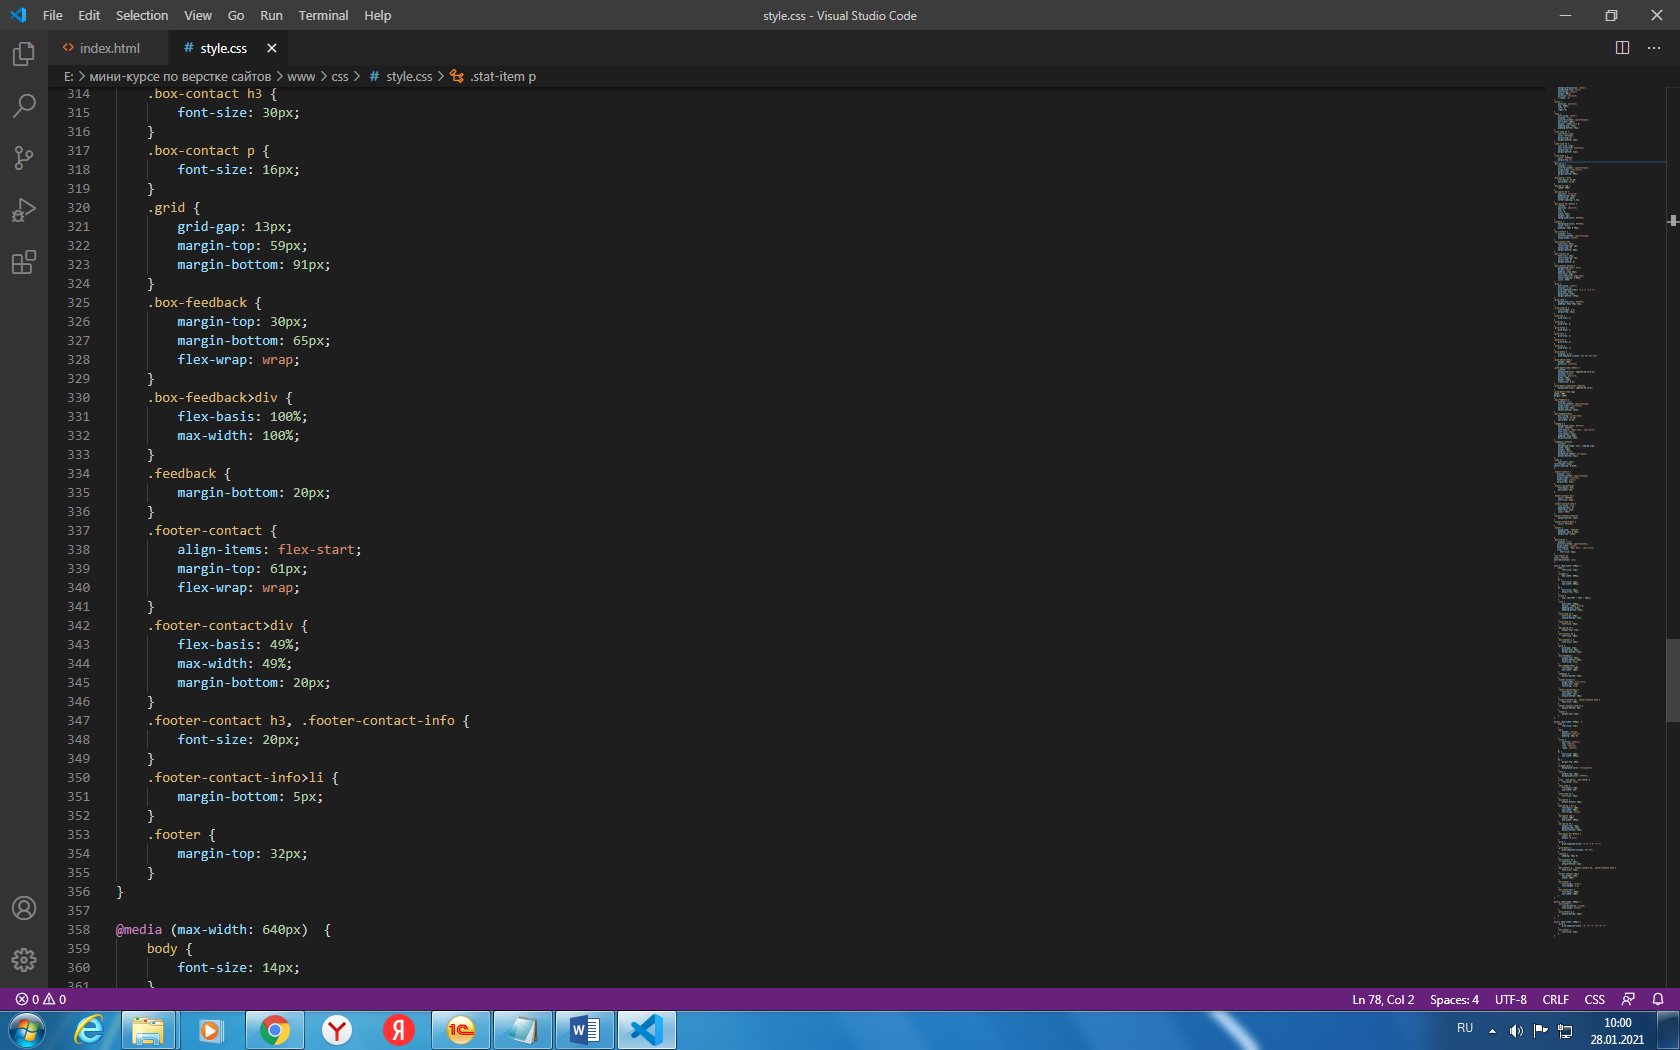 File Edit Selection View Go Run Terminal Help
style.css - Visual Studio Code
<> index.html
# style.css
E: > мини-курсе по верстке сайтов > www > css > # style.css > .stat-item p
314 .box-contact h3 {
315 font-size: 30px;
316 }
317 .box-contact p {
318 font-size: 16px;
319 }
320 .grid {
321 grid-gap: 13px;
322 margin-top: 59px;
323 margin-bottom: 91px;
324 }
325 .box-feedback {
326 margin-top: 30px;
327 margin-bottom: 65px;
328 flex-wrap: wrap;
329 }
330 .box-feedback>div {
331 flex-basis: 100%;
332 max-width: 100%;
333 }
334 .feedback {
335 margin-bottom: 20px;
336 }
337 .footer-contact {
338 align-items: flex-start;
339 margin-top: 61px;
340 flex-wrap: wrap;
341 }
342 .footer-contact>div {
343 flex-basis: 49%;
344 max-width: 49%;
345 margin-bottom: 20px;
346 }
347 .footer-contact h3, .footer-contact-info {
348 font-size: 20px;
349 }
350 .footer-contact-info>li {
351 margin-bottom: 5px;
352 }
353 .footer {
354 margin-top: 32px;
355 }
356 }
357
358 @media (max-width: 640px) {
359 body {
360 font-size: 14px;
361 }
0 0
Ln 78, Col 2 Spaces: 4 UTF-8 CRLF CSS
Y Я 1С W
RU 10:00
28.01.2021